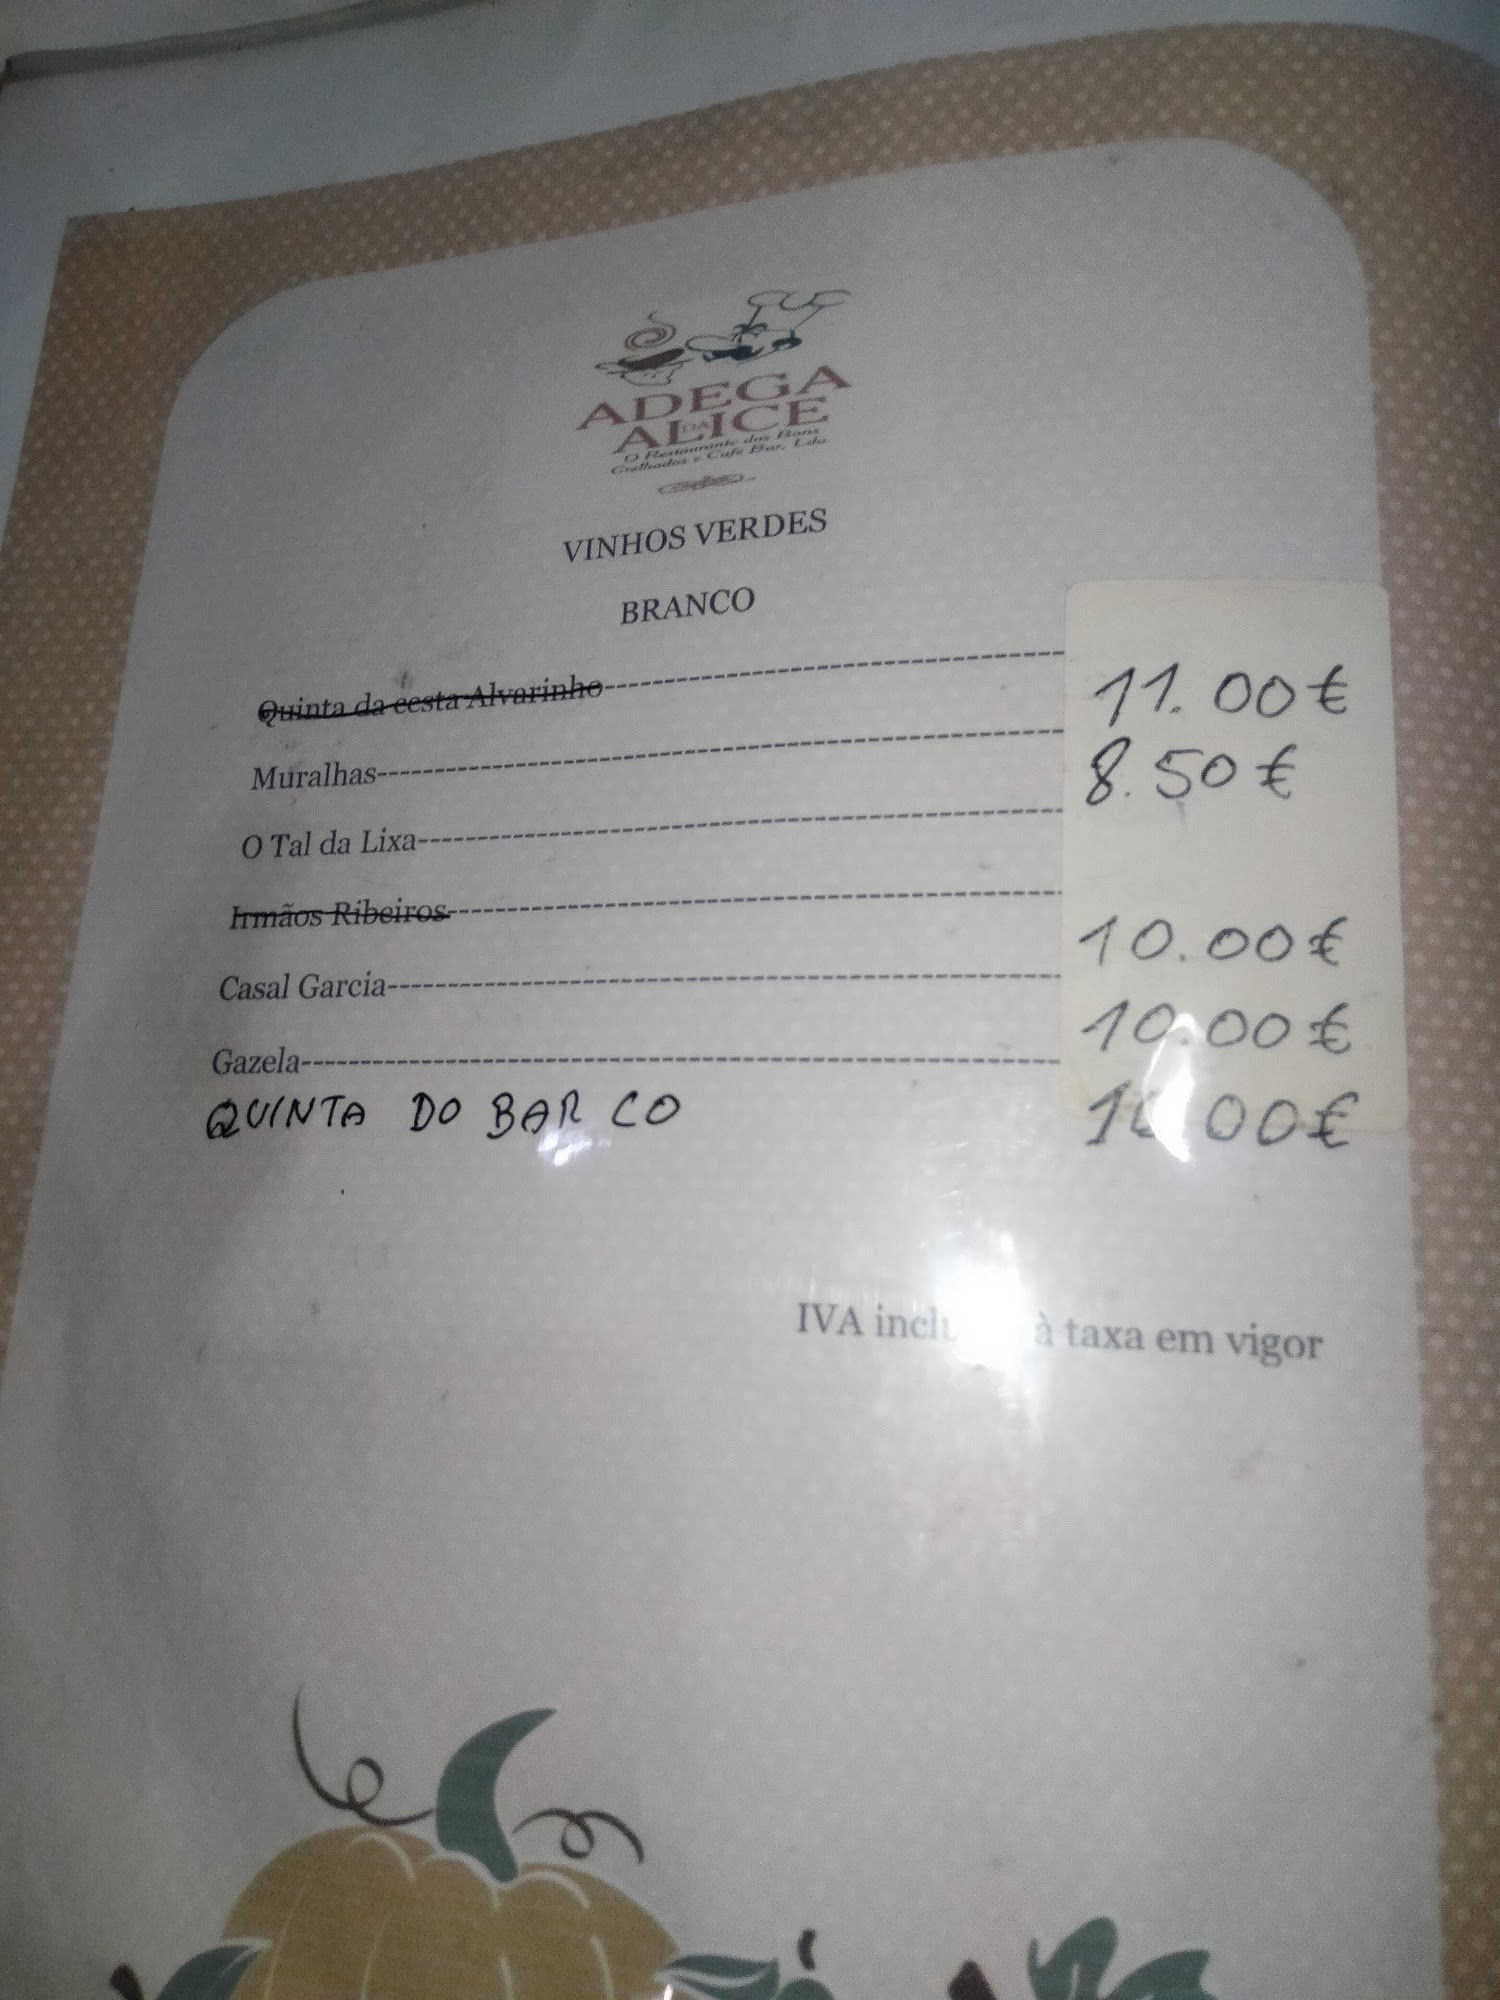 ADEGA
DA
ALICE
O Restaurante dos Bons
Grelhados e Café Bar, Lda.
VINHOS VERDES
BRANCO
Quinta da cesta Alvarinho
Muralhas 11.00€
O Tal da Lixa 8.50€
Irmãos Ribeiros
Casal Garcia 10.00€
Gazela 10.00€
QUINTA DO BARCO 10.00€
IVA à taxa em vigor